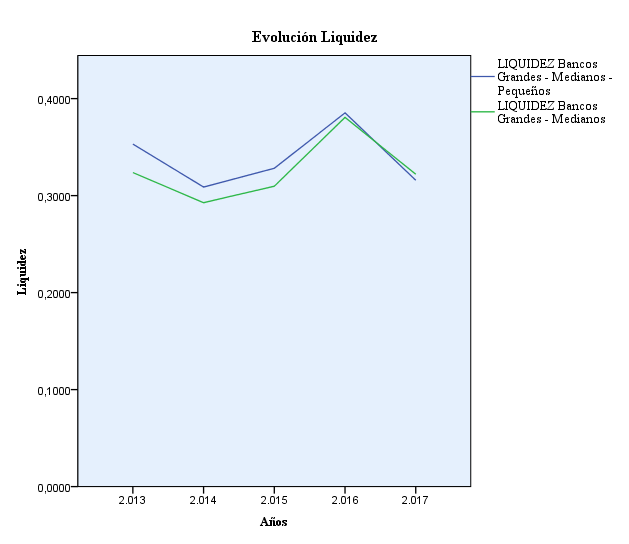 Evolución Liquidez
LIQUIDEZ Bancos
Grandes - Medianos -
Pequeños
LIQUIDEZ Bancos
Grandes - Medianos
0,4000
0,3000
0,2000
0,1000
0,0000
Liquidez
2.013 2.014 2.015 2.016 2.017
Años